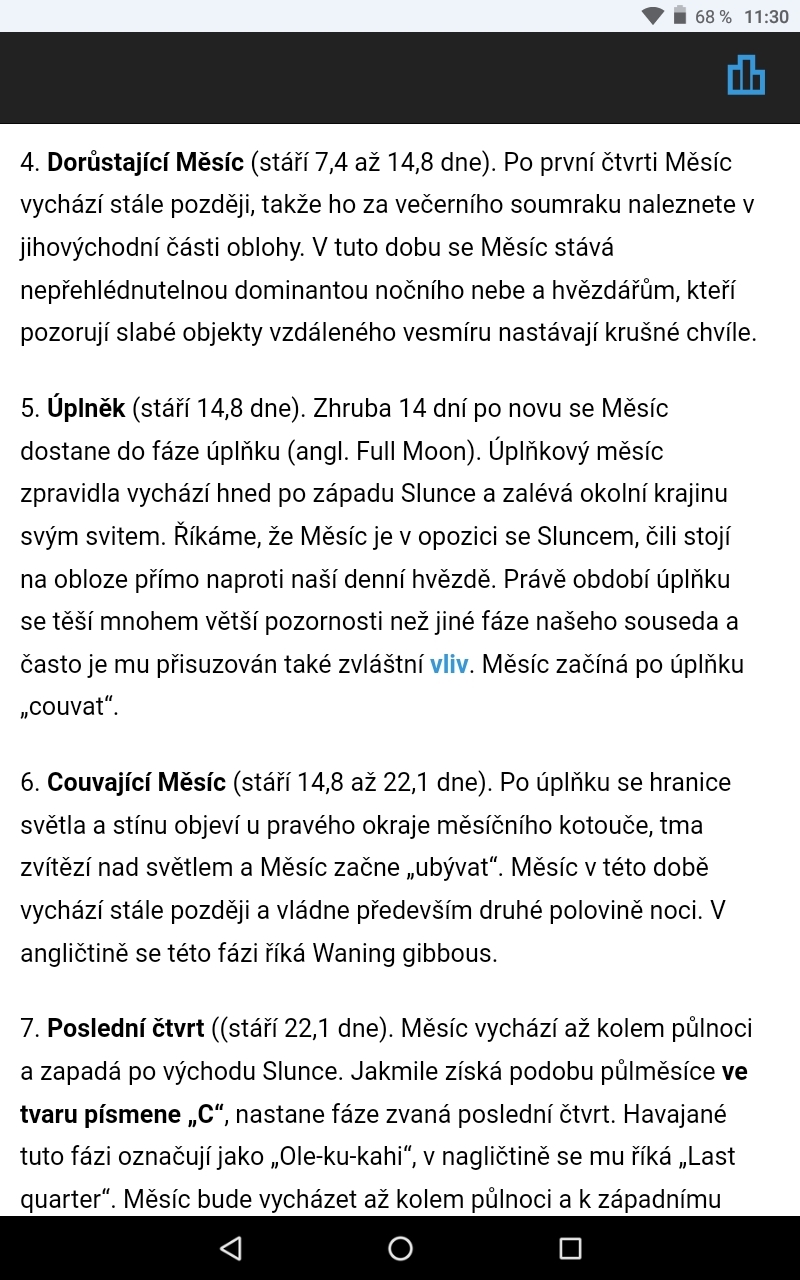 68 % 11:30
4. Dorůstající Měsíc (stáří 7,4 až 14,8 dne). Po první čtvrti Měsíc
vychází stále později, takže ho za večerního soumraku naleznete v
jihovýchodní části oblohy. V tuto dobu se Měsíc stává
nepřehlédnutelnou dominantou nočního nebe a hvězdářům, kteří
pozorují slabé objekty vzdáleného vesmíru nastávají krušné chvíle.
5. Úplněk (stáří 14,8 dne). Zhruba 14 dní po novu se Měsíc
dostane do fáze úplňku (angl. Full Moon). Úplňkový měsíc
zpravidla vychází hned po západu Slunce a zalévá okolní krajinu
svým svitem. Říkáme, že Měsíc je v opozici se Sluncem, čili stojí
na obloze přímo naproti naší denní hvězdě. Právě období úplňku
se těší mnohem větší pozornosti než jiné fáze našeho souseda a
často je mu přisuzován také zvláštní vliv. Měsíc začíná po úplňku
„couvat“.
6. Couvající Měsíc (stáří 14,8 až 22,1 dne). Po úplňku se hranice
světla a stínu objeví u pravého okraje měsíčního kotouče, tma
zvítězí nad světlem a Měsíc začne „ubývat“. Měsíc v této době
vychází stále později a vládne především druhé polovině noci. V
angličtině se této fázi říká Waning gibbous.
7. Poslední čtvrt ((stáří 22,1 dne). Měsíc vychází až kolem půlnoci
a zapadá po východu Slunce. Jakmile získá podobu půlměsíce ve
tvaru písmene „C“, nastane fáze zvaná poslední čtvrt. Havajané
tuto fázi označují jako „Ole-ku-kahi“, v nagličtině se mu říká „Last
quarter“. Měsíc bude vycházet až kolem půlnoci a k západnímu